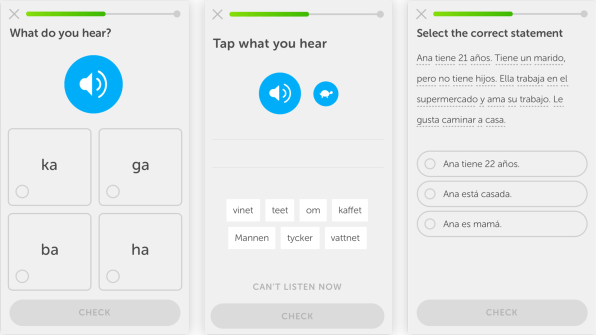 What do you hear?
ka
ga
ba
ha
CHECK
Tap what you hear
vinet teet om kaffet
Mannen tycker vattnet
CAN'T LISTEN NOW
CHECK
Select the correct statement
Ana tiene 21 años. Tiene un marido,
pero no tiene hijos. Ella trabaja en el
supermercado y ama su trabajo. Le
gusta caminar a casa.
Ana tiene 22 años.
Ana está casada.
Ana es mamá.
CHECK